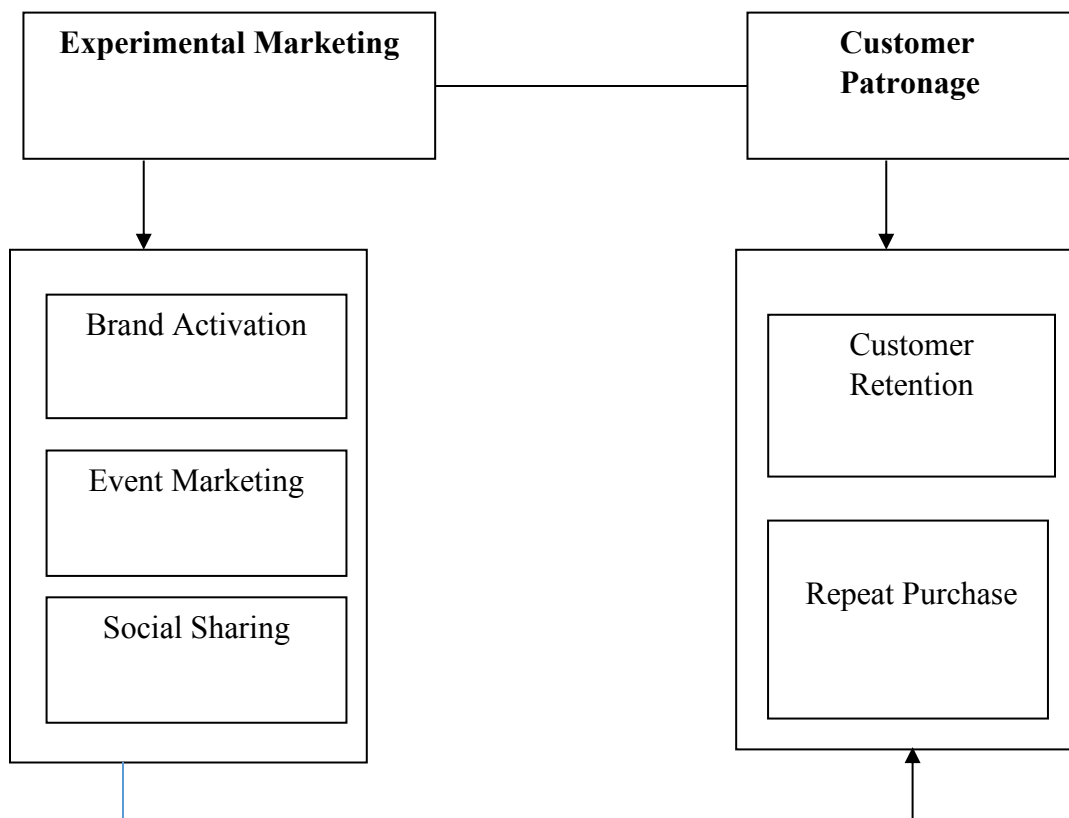 Experimental Marketing
Customer
Patronage
Brand Activation
Event Marketing
Social Sharing
Customer
Retention
Repeat Purchase